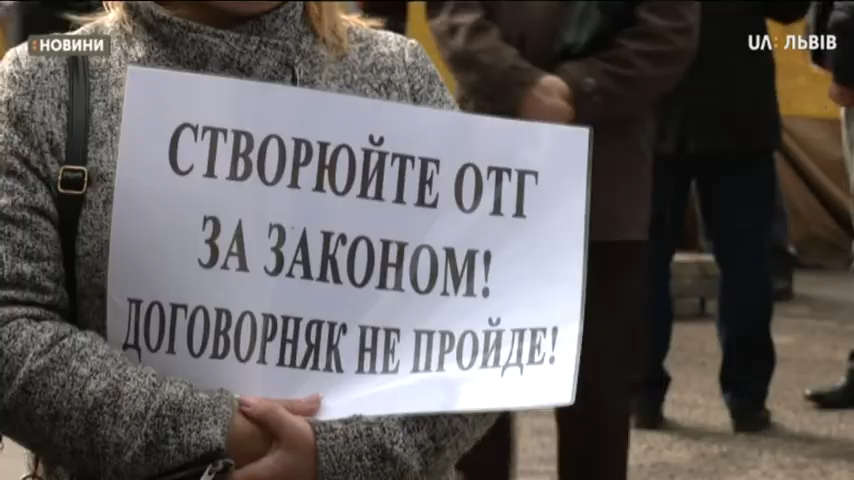 :НОВИНИ
UA: ЛЬВІВ
СТВОРЮЙТЕ ОТГ
ЗА ЗАКОНОМ!
ДОГОВОРНЯК НЕ ПРОЙДЕ!